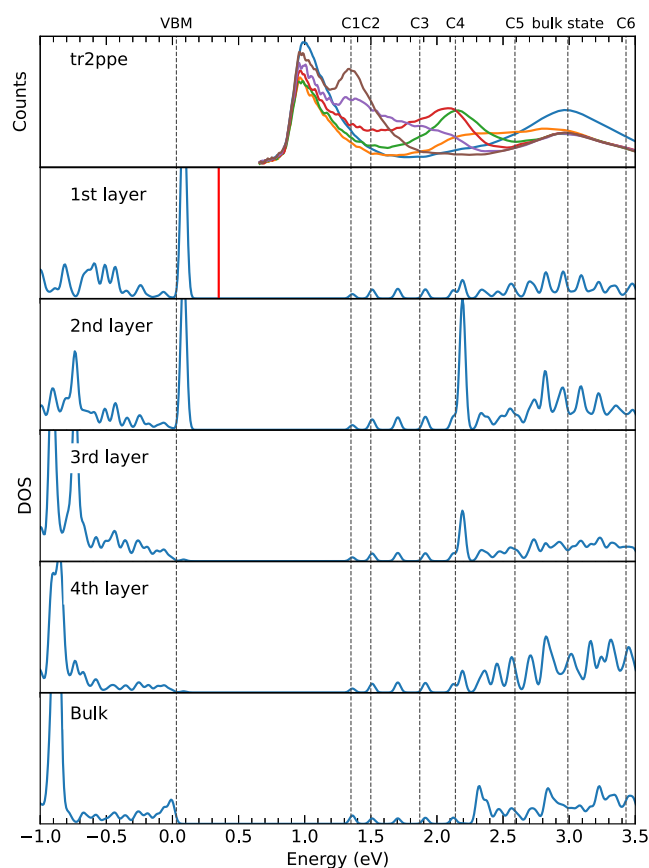 VBM C1 C2 C3 C4 C5 bulk state C6
tr2ppe
Counts
1st layer
2nd layer
3rd layer
DOS
4th layer
Bulk
−1.0 −0.5 0.0 0.5 1.0 1.5 2.0 2.5 3.0 3.5
Energy (eV)